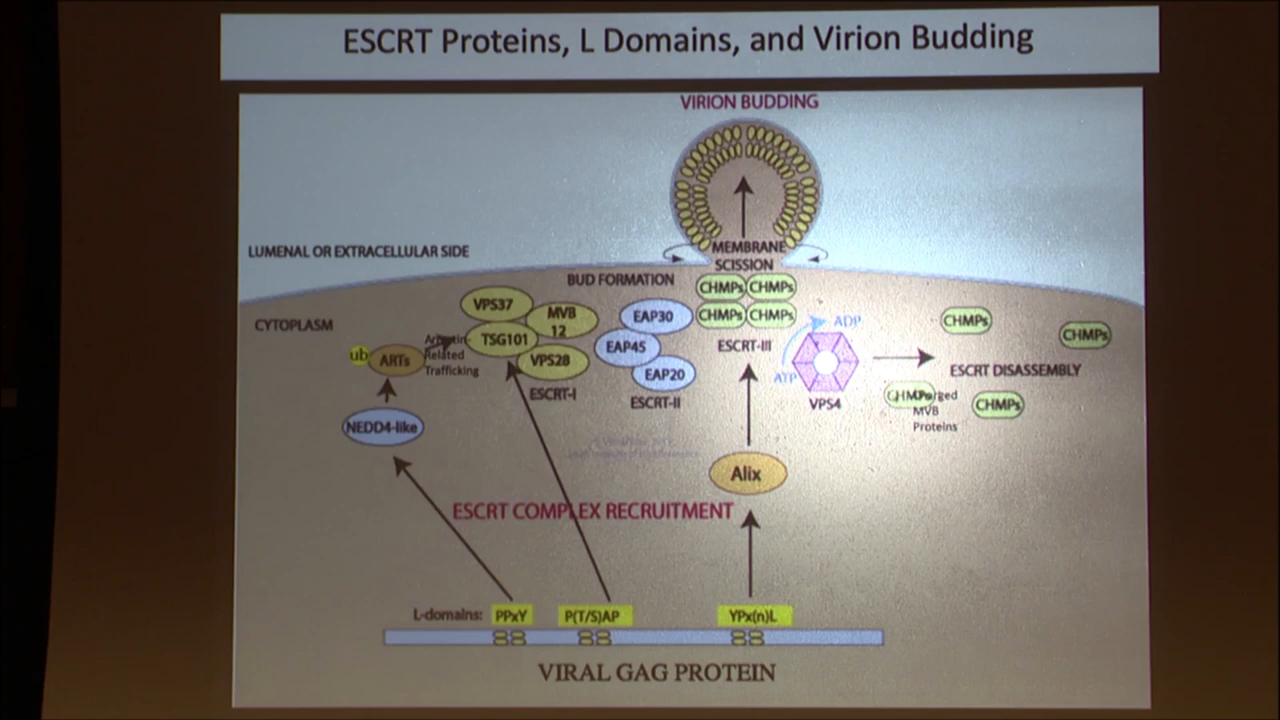 ESCRT Proteins, L Domains, and Virion Budding
VIRION BUDDING
LUMENAL OR EXTRACELLULAR SIDE
MEMBRANE
SCISSION
BUD FORMATION
CHMPs CHMPs
CHMPs CHMPs
VPS37
MVB
12
EAP30
CYTOPLASM
TSG101
ADP
CHMPs
CHMPs
ub
ARTs
Related
Trafficking
VPS28
EAP45
EAP20
ESCRT-III
ATP
VPS4
ESCRT DISASSEMBLY
ESCRT-I
ESCRT-II
CHMPs
MVB
Proteins
CHMPs
NEDD4-like
Alix
ESCRT COMPLEX RECRUITMENT
L-domains: PPxY P(T/S)AP YPx(n)L
VIRAL GAG PROTEIN